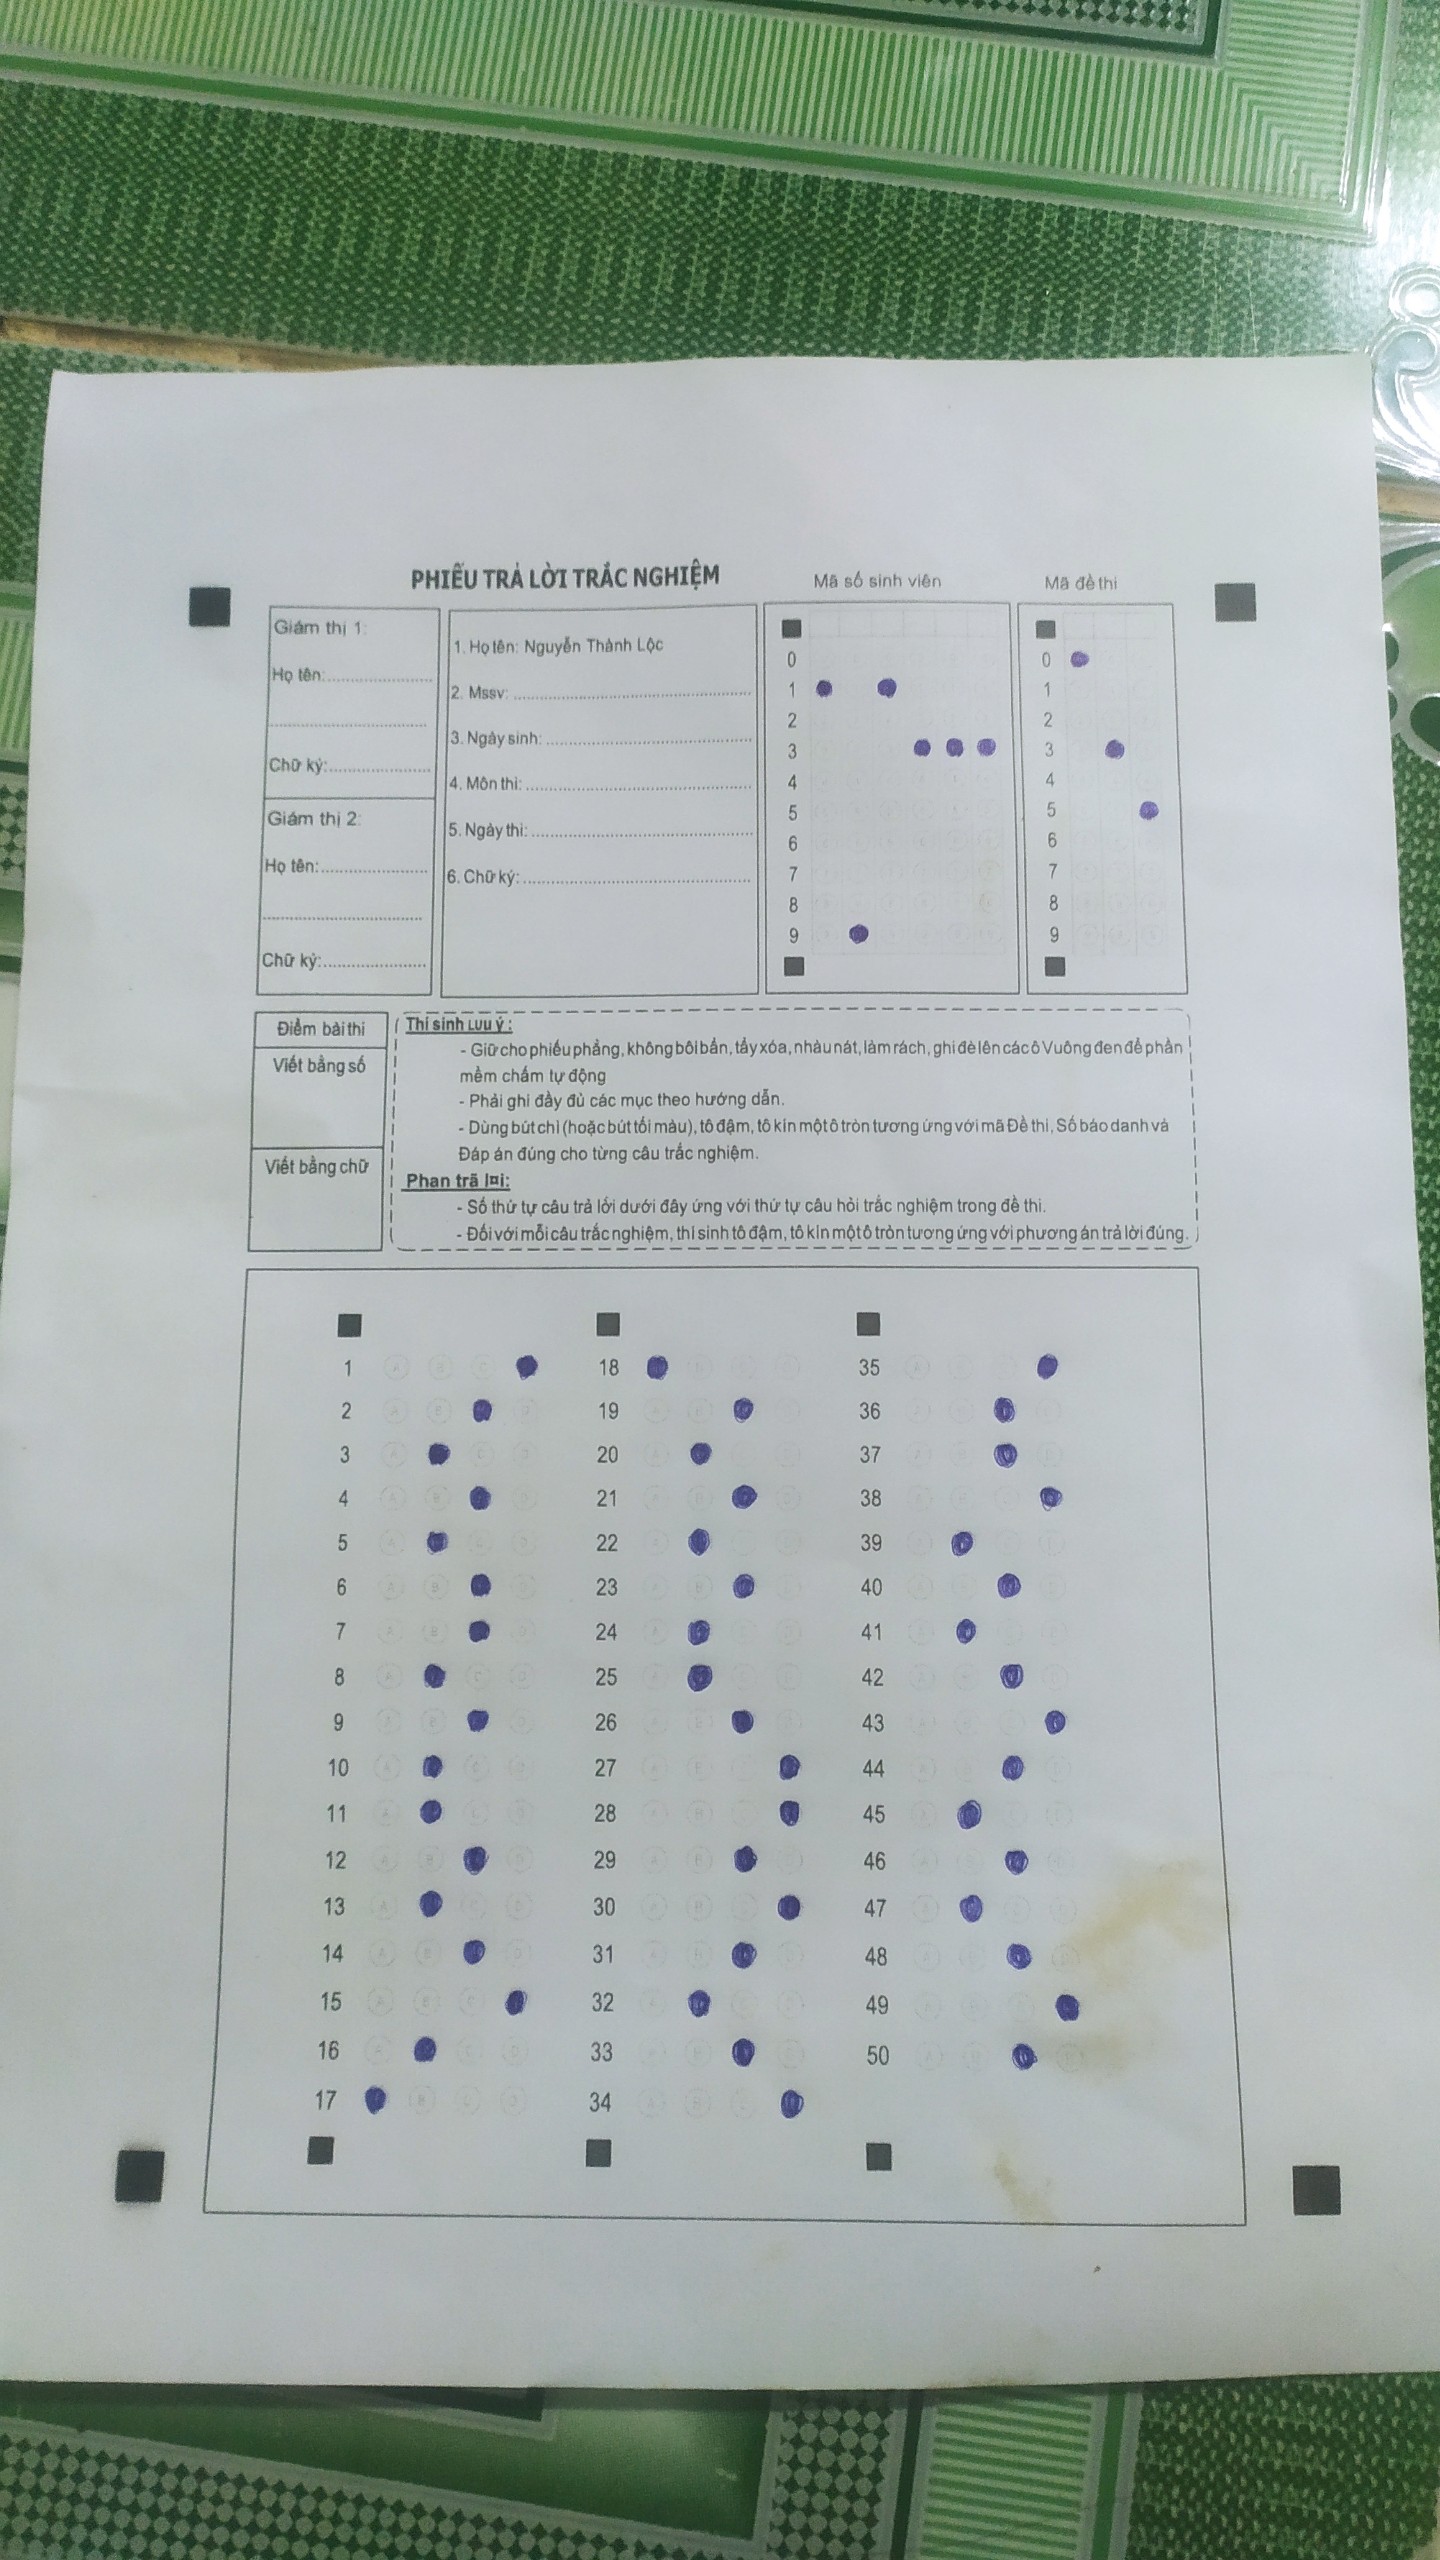 PHIẾU TRẢ LỜI TRẮC NGHIỆM
Mã số sinh viên
Mã đề thi
Giám thị 1:
Họ tên:
Chữ ký:
Giám thị 2:
Họ tên:
Chữ ký:
1. Họ tên: Nguyễn Thành Lộc
2. Mssv:
3. Ngày sinh:
4. Môn thi:
5. Ngày thi:
6. Chữ ký:
0
1
2
3
4
5
6
7
8
9
0
1
2
3
4
5
6
7
8
9
Điểm bài thi
Viết bằng số
Viết bằng chữ
Thí sinh Lưu ý :
- Giữ cho phiếu phẳng, không bôi bẩn, tẩy xóa, nhàu nát, làm rách, ghi đè lên các ô Vuông đen để phần
mềm chấm tự động
- Phải ghi đầy đủ các mục theo hướng dẫn.
- Dùng bút chì (hoặc bút tối màu), tô đậm, tô kín một ô tròn tương ứng với mã Đề thi, Số báo danh và
Đáp án đúng cho từng câu trắc nghiệm.
Phan trã l¤i:
- Số thứ tự câu trả lối dưới đây ứng với thứ tự câu hỏi trắc nghiệm trong đề thi.
- Đối với mỗi câu trắc nghiệm, thí sinh tô đậm, tô kín một ô tròn tương ứng với phương án trả lời đúng.
1 A B C
2 A B D
3 A C D
4 A B D
5 A C D
6 A B D
7 A B D
8 A C D
9 A B D
10 A C D
11 A C D
12 A B D
13 A C D
14 A B D
15 A B C
16 A C D
17 B C D
18
19
20
21
22
23
24
25
26
27
28
29
30
31
32
33
34
35
36
37
38
39
40
41
42
43
44
45
46
47
48
49
50